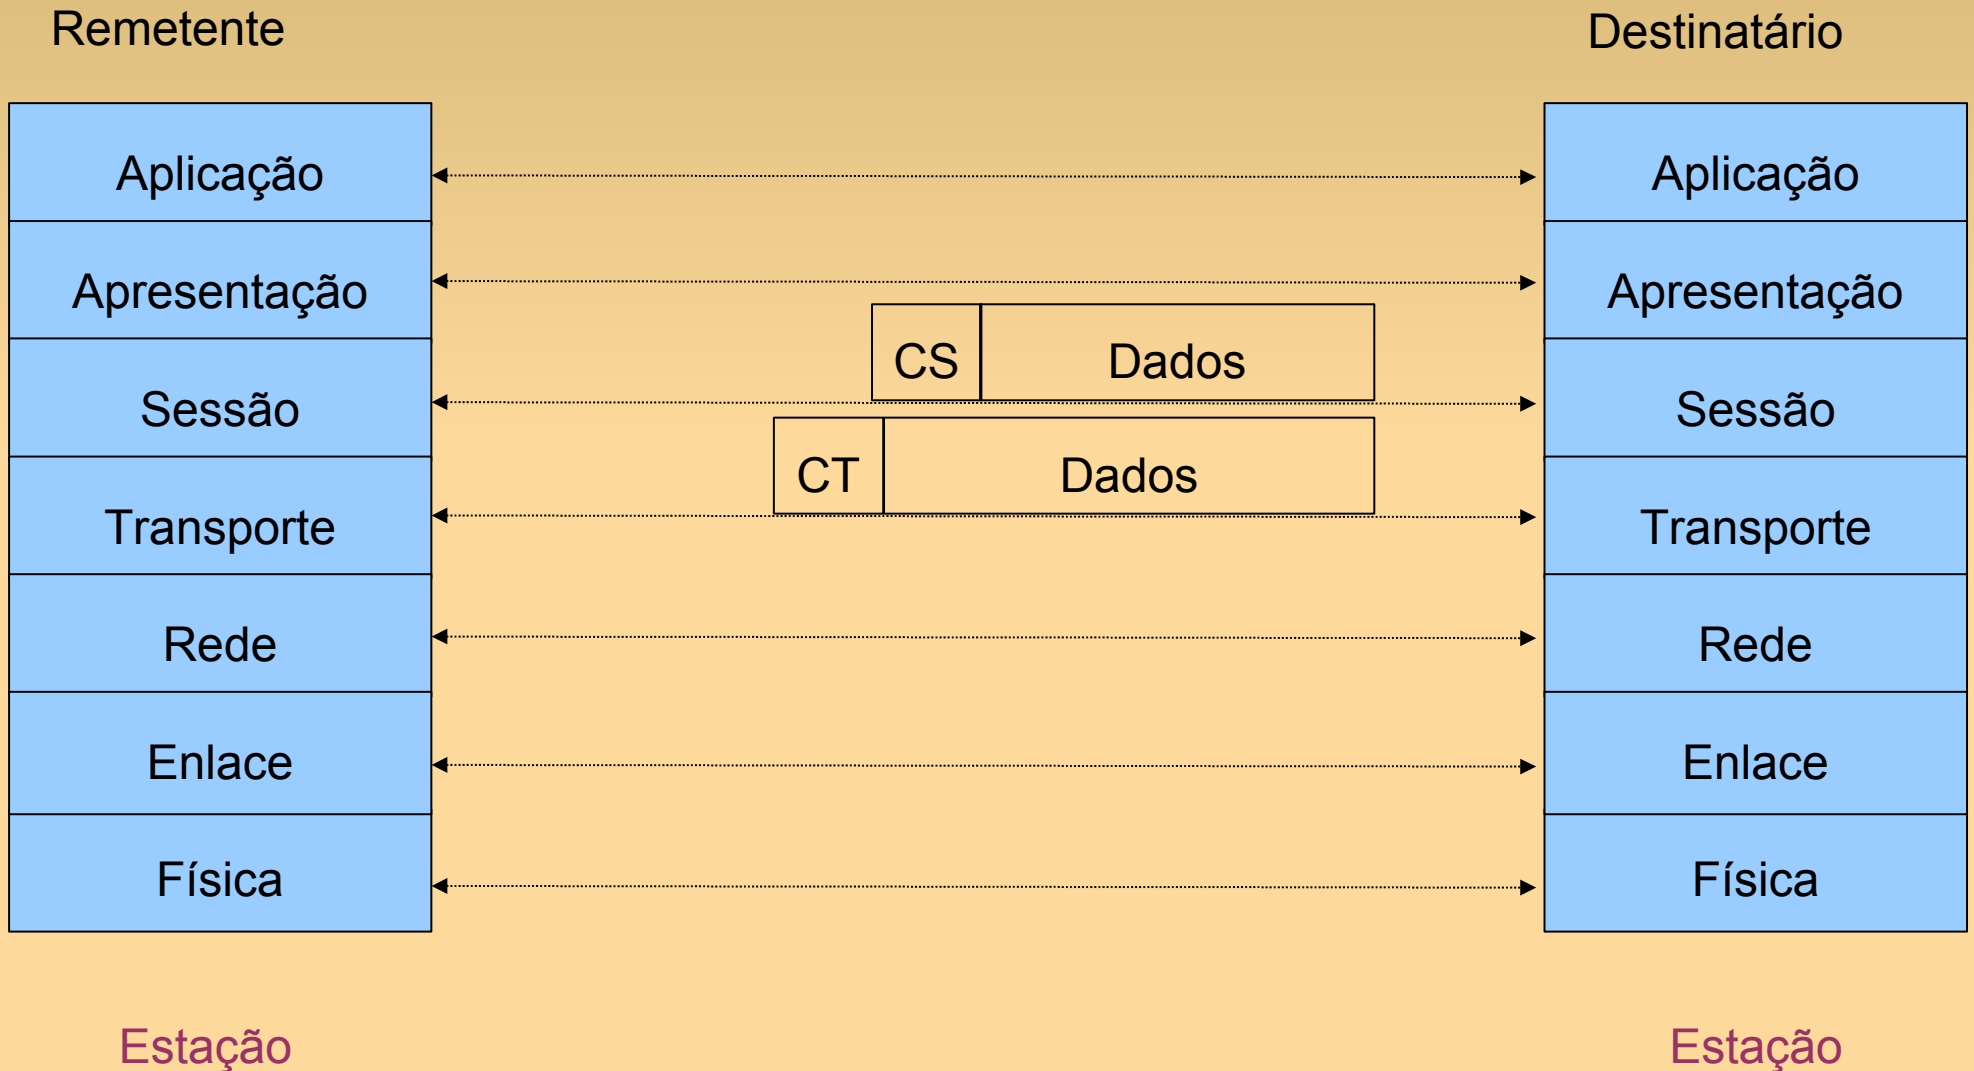 Remetente
Destinatário
Aplicação
Aplicação
Apresentação
Apresentação
CS
Dados
Sessão
Sessão
CT
Dados
Transporte
Transporte
Rede
Rede
Enlace
Enlace
Física
Física
Estação
Estação